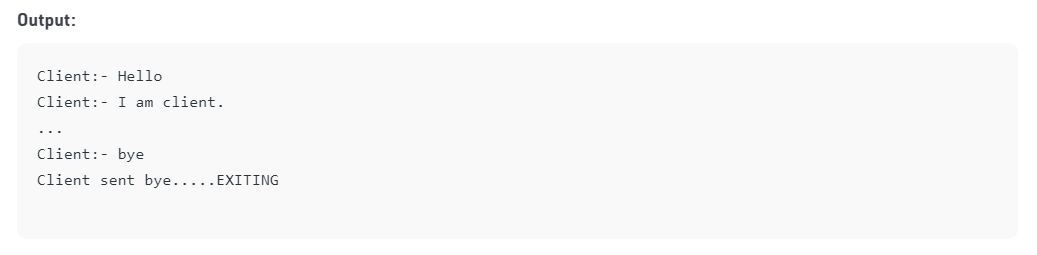 Output:
Client:- Hello
Client:- I am client.
...
Client:- bye
Client sent bye.....EXITING